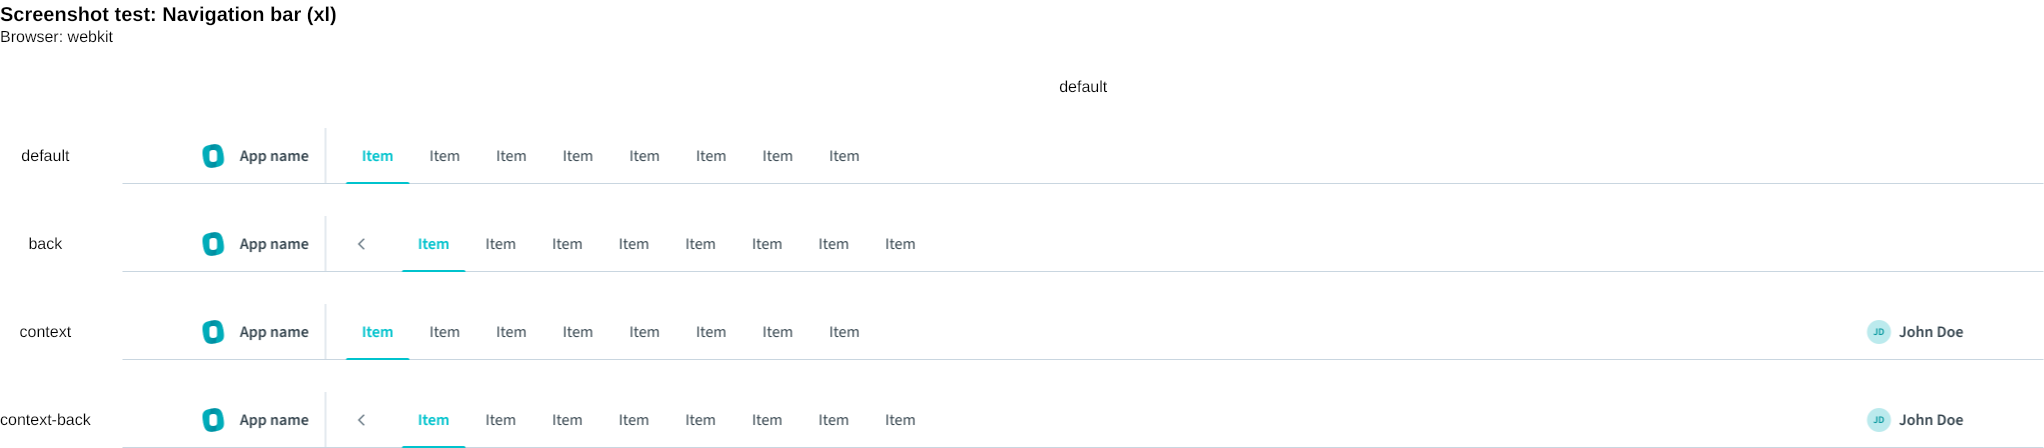 Screenshot test: Navigation bar (xl)
Browser: webkit
default
default App name Item Item Item Item Item Item Item Item
back App name Item Item Item Item Item Item Item Item
context App name Item Item Item Item Item Item Item Item JD John Doe
context-back App name Item Item Item Item Item Item Item Item JD John Doe